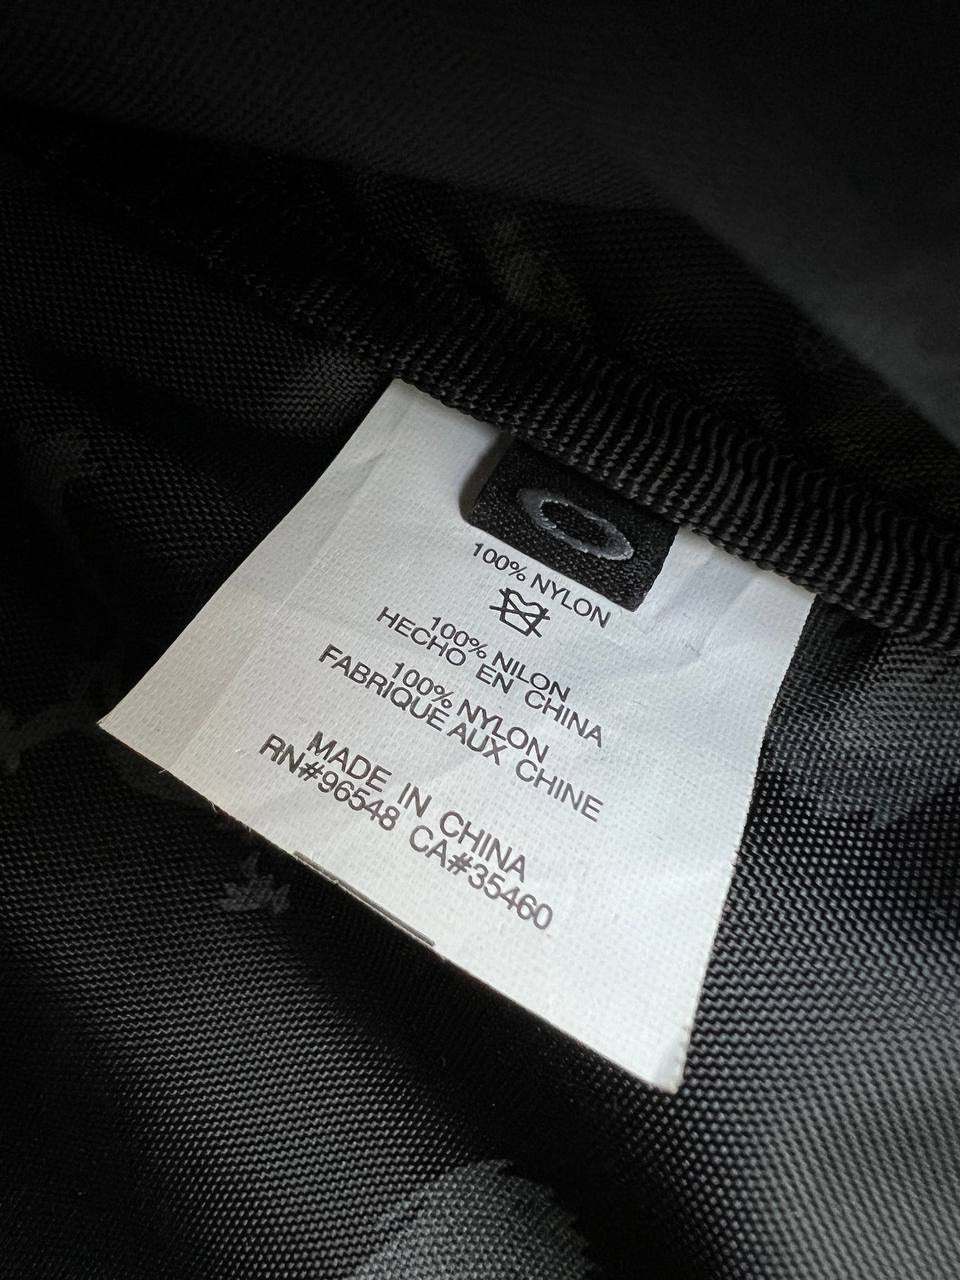 100% NYLON
100% NILON
HECHO EN CHINA
100% NYLON
FABRIQUE AUX CHINE
MADE IN CHINA
RN#96548 CA#35460